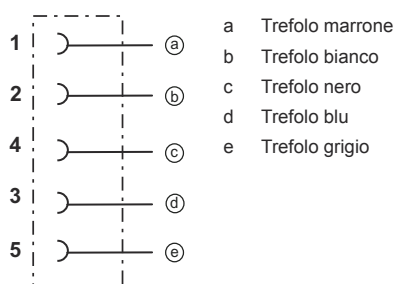 1 a
2 b
4 c
3 d
5 e
a Trefolo marrone
b Trefolo bianco
c Trefolo nero
d Trefolo blu
e Trefolo grigio